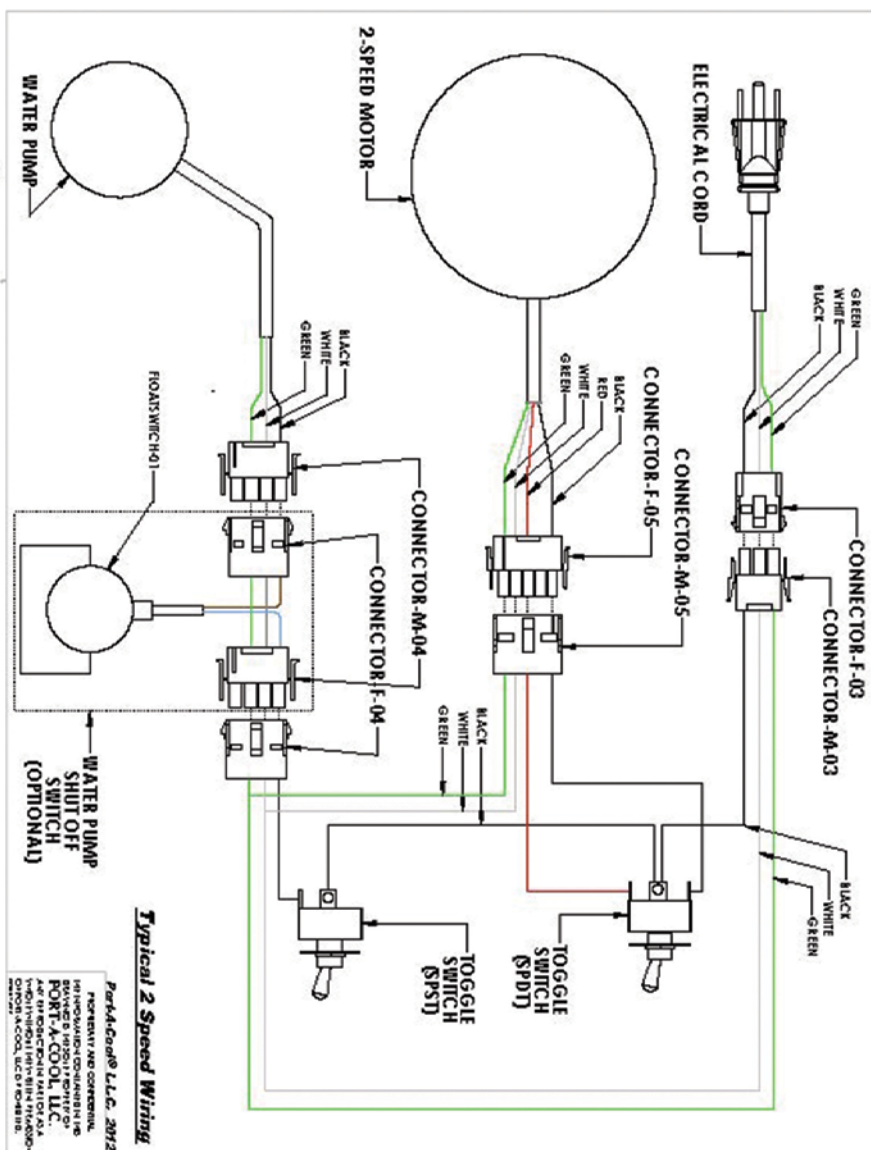 ELECTRICAL CORD
GREEN
WHITE
BLACK
CONNECTOR-F-03
CONNECTOR-M-03
BLACK
WHITE
GREEN
2-SPEED MOTOR
BLACK
RED
WHITE
GREEN
CONNECTOR-F-05
CONNECTOR-M-05
BLACK
WHITE
GREEN
TOGGLE
SWITCH
(SPDT)
WATER PUMP
BLACK
WHITE
GREEN
CONNECTOR-M-04
CONNECTOR-F-04
FLOATSWITCH-01
WATER PUMP
SHUT OFF
SWITCH
(OPTIONAL)
TOGGLE
SWITCH
(SPST)
Typical 2 Speed Wiring
Port-A-Cool® L.L.C. 2012
PROPRIETARY AND CONFIDENTIAL
PORT-A-COOL, LLC.